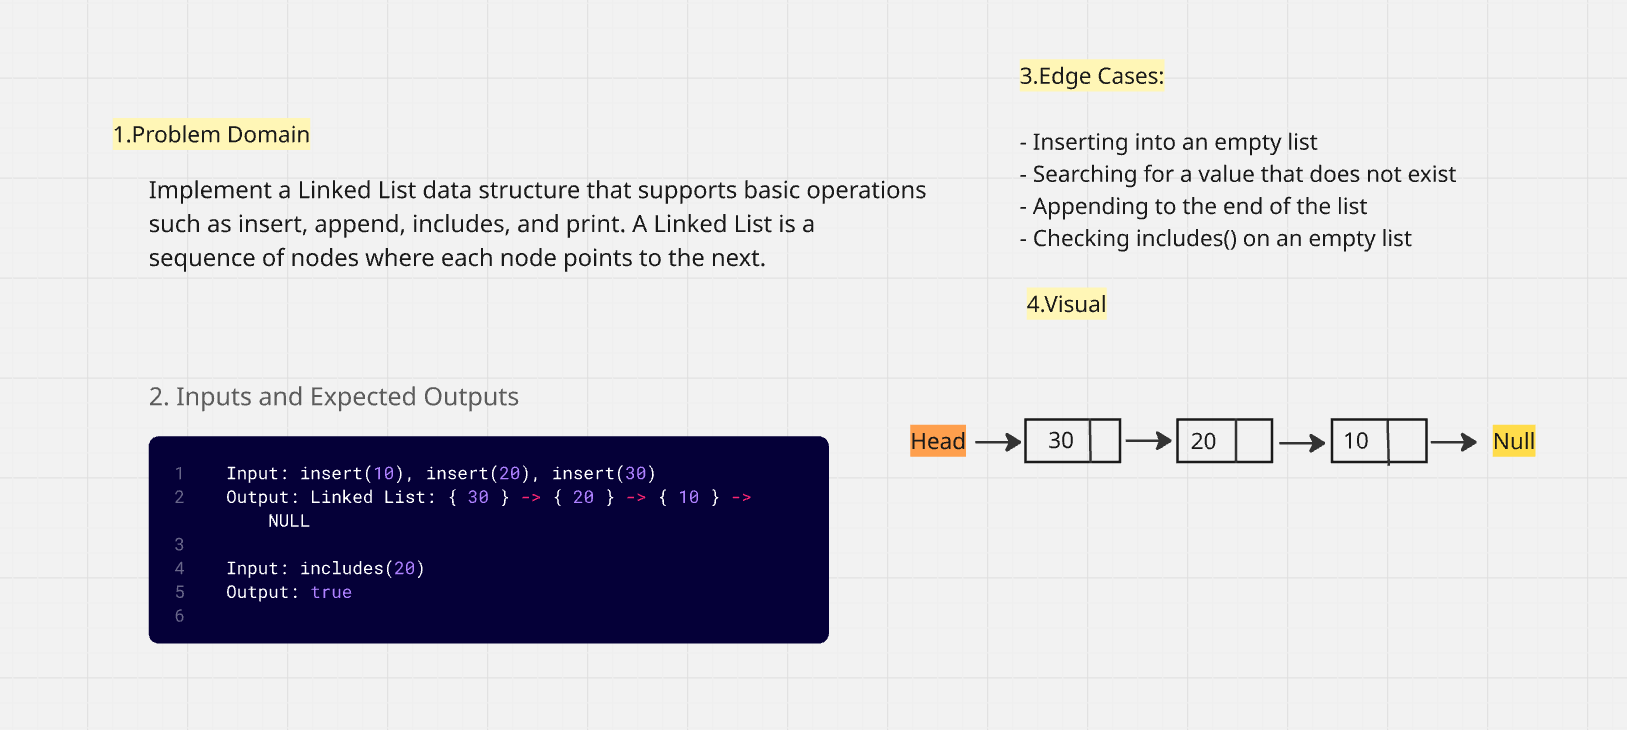 1.Problem Domain
Implement a Linked List data structure that supports basic operations
such as insert, append, includes, and print. A Linked List is a
sequence of nodes where each node points to the next.
2. Inputs and Expected Outputs
1 Input: insert(10), insert(20), insert(30)
2 Output: Linked List: { 30 } -> { 20 } -> { 10 } ->
NULL
3
4 Input: includes(20)
5 Output: true
6
3.Edge Cases:
- Inserting into an empty list
- Searching for a value that does not exist
- Appending to the end of the list
- Checking includes() on an empty list
4.Visual
Head 30 20 10 Null